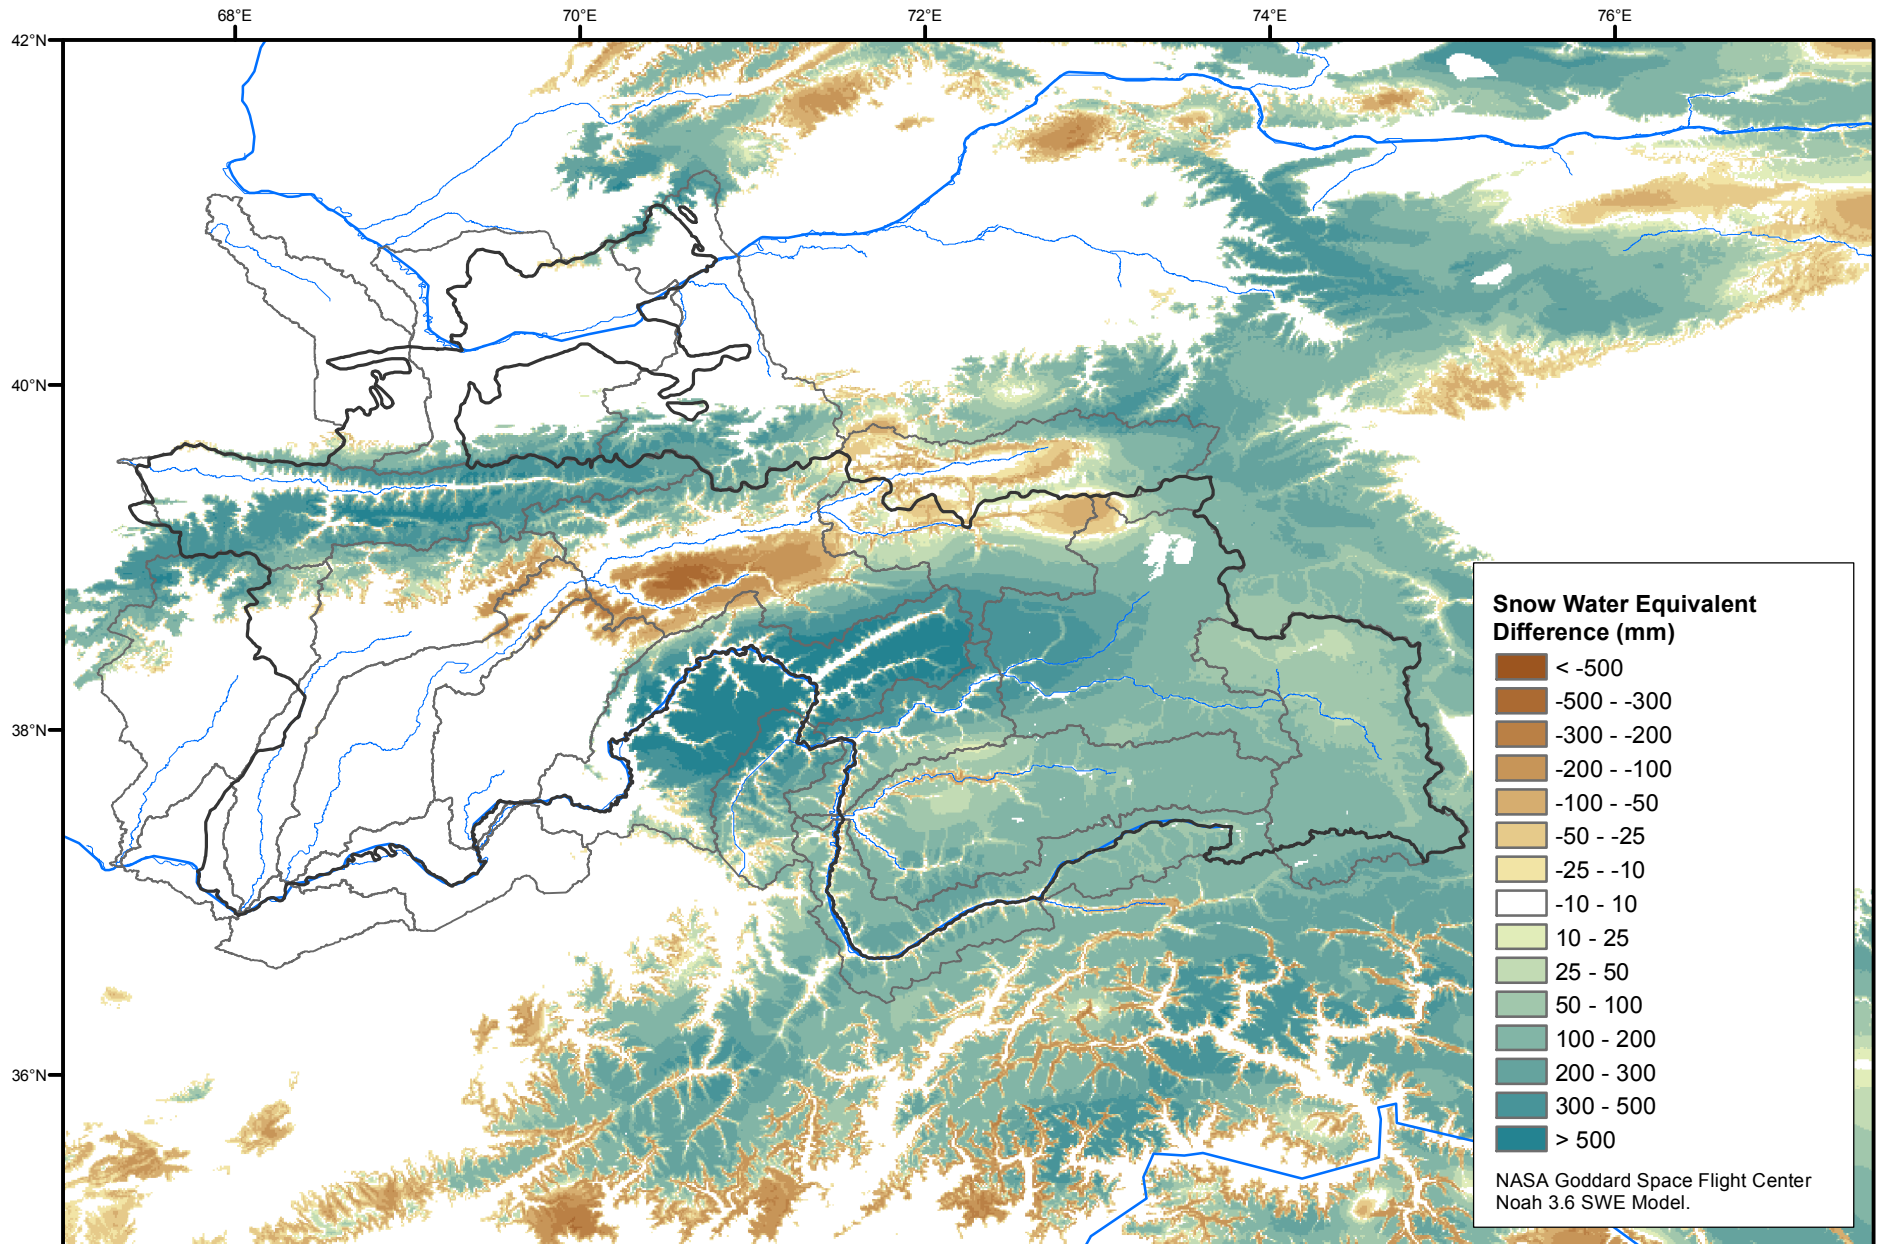 68°E
70°E
72°E
74°E
76°E
42°N
40°N
38°N
36°N
Snow Water Equivalent
Difference (mm)
< -500
-500 - -300
-300 - -200
-200 - -100
-100 - -50
-50 - -25
-25 - -10
-10 - 10
10 - 25
25 - 50
50 - 100
100 - 200
200 - 300
300 - 500
> 500
NASA Goddard Space Flight Center
Noah 3.6 SWE Model.